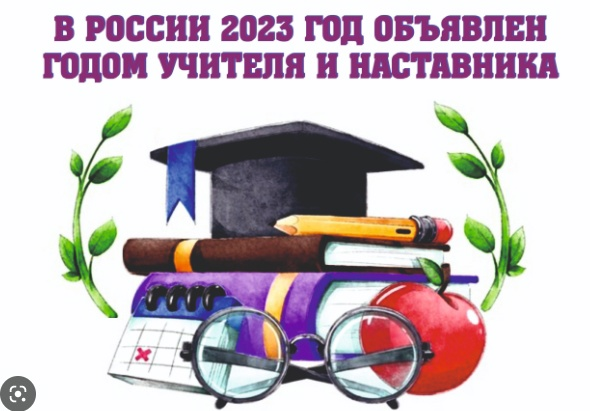 В РОССИИ 2023 ГОД ОБЪЯВЛЕН
ГОДОМ УЧИТЕЛЯ И НАСТАВНИКА